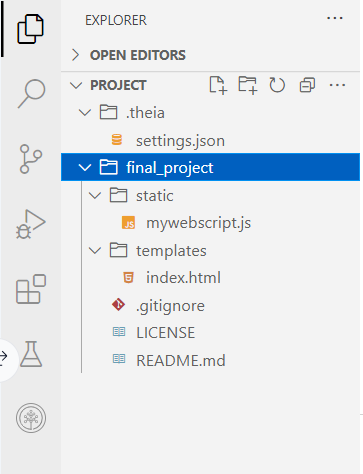 EXPLORER
OPEN EDITORS
PROJECT
.theia
settings.json
final_project
static
JS mywebscript.js
templates
index.html
.gitignore
LICENSE
README.md